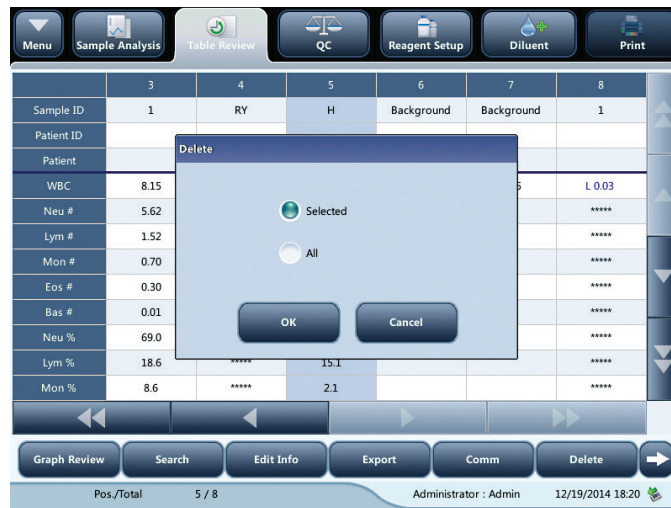 Menu Sample Analysis Table Review QC Reagent Setup Diluent Print
3 4 5 6 7 8
Sample ID 1 RY H Background Background 1
Patient ID
Patient
Delete
WBC 8.15 L 0.03
Neu # 5.62 *****
Selected
Lym # 1.52 *****
Mon # 0.70 *****
All
Eos # 0.30 *****
Bas # 0.01 *****
OK Cancel
Neu % 69.0 *****
Lym % 18.6 ***** 15.1 *****
Mon % 8.6 ***** 2.1 *****
Graph Review Search Edit Info Export Comm Delete
Pos./Total 5 / 8 Administrator : Admin 12/19/2014 18:20